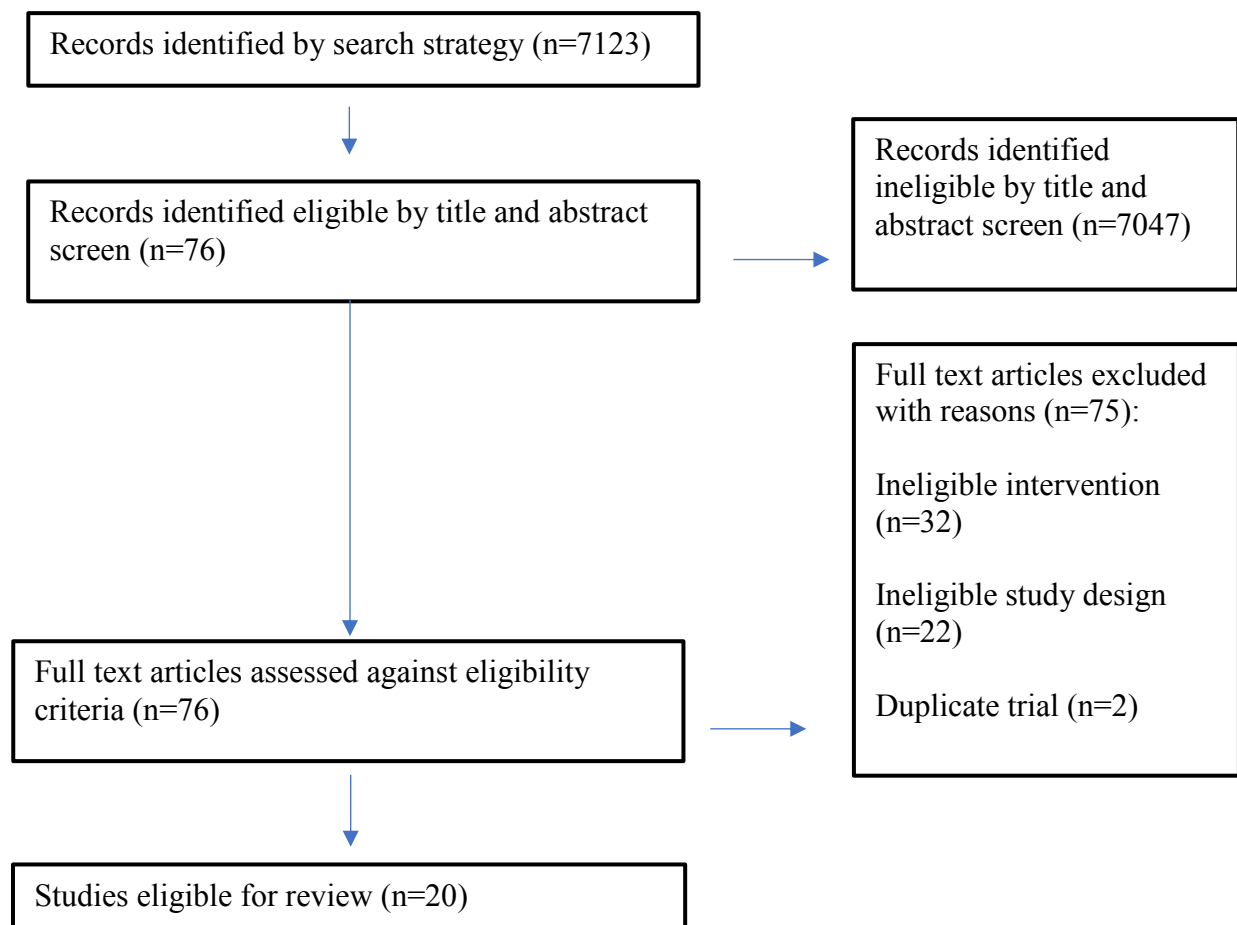 Records identified by search strategy (n=7123)
Records identified eligible by title and abstract
screen (n=76)
Records identified
ineligible by title and
abstract screen (n=7047)
Full text articles excluded
with reasons (n=75):
Ineligible intervention
(n=32)
Ineligible study design
(n=22)
Duplicate trial (n=2)
Full text articles assessed against eligibility
criteria (n=76)
Studies eligible for review (n=20)